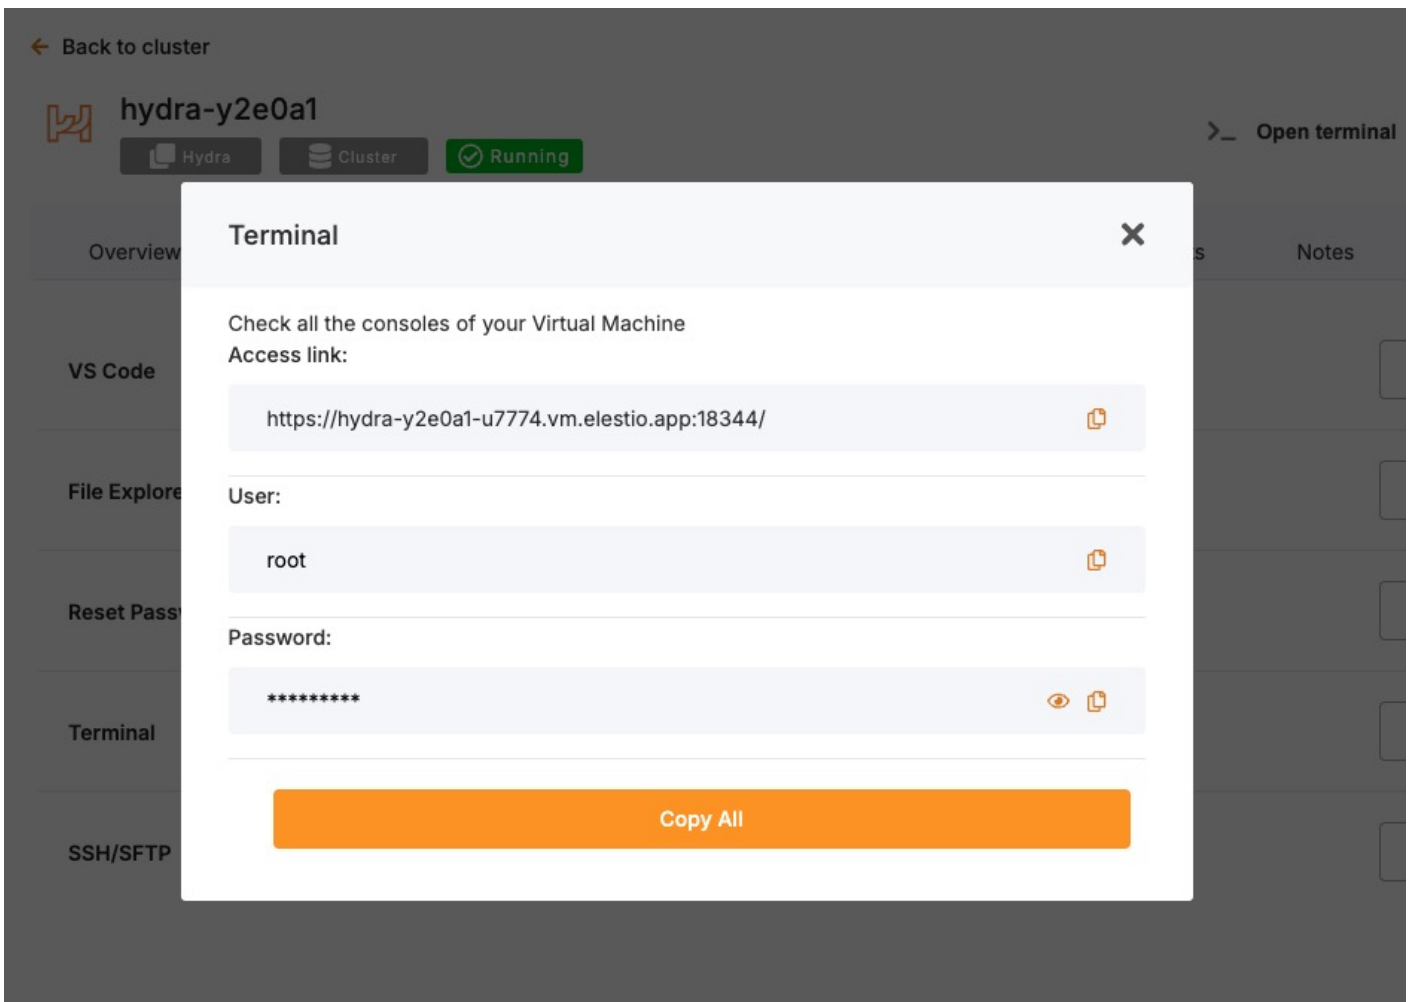 Back to cluster
hydra-y2e0a1
Hydra
Cluster
Running
>_ Open terminal
Overview
Notes
Terminal
Check all the consoles of your Virtual Machine
Access link:
https://hydra-y2e0a1-u7774.vm.elestio.app:18344/
User:
root
Password:
*********
Copy All
VS Code
File Explore
Reset Pass
Terminal
SSH/SFTP